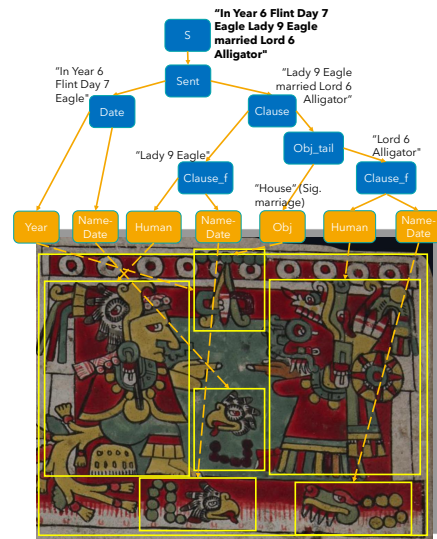 S
"In Year 6 Flint Day 7
Eagle Lady 9 Eagle
married Lord 6
Alligator"
"In Year 6
Flint Day 7
Eagle"
Sent
"Lady 9 Eagle
married Lord 6
Alligator"
Date
Clause
Obj_tail
"Lord 6
Alligator"
"Lady 9 Eagle"
Clause_f
"House" (Sig.
marriage)
Clause_f
Year
Name-
Date
Human
Name-
Date
Obj
Human
Name-
Date